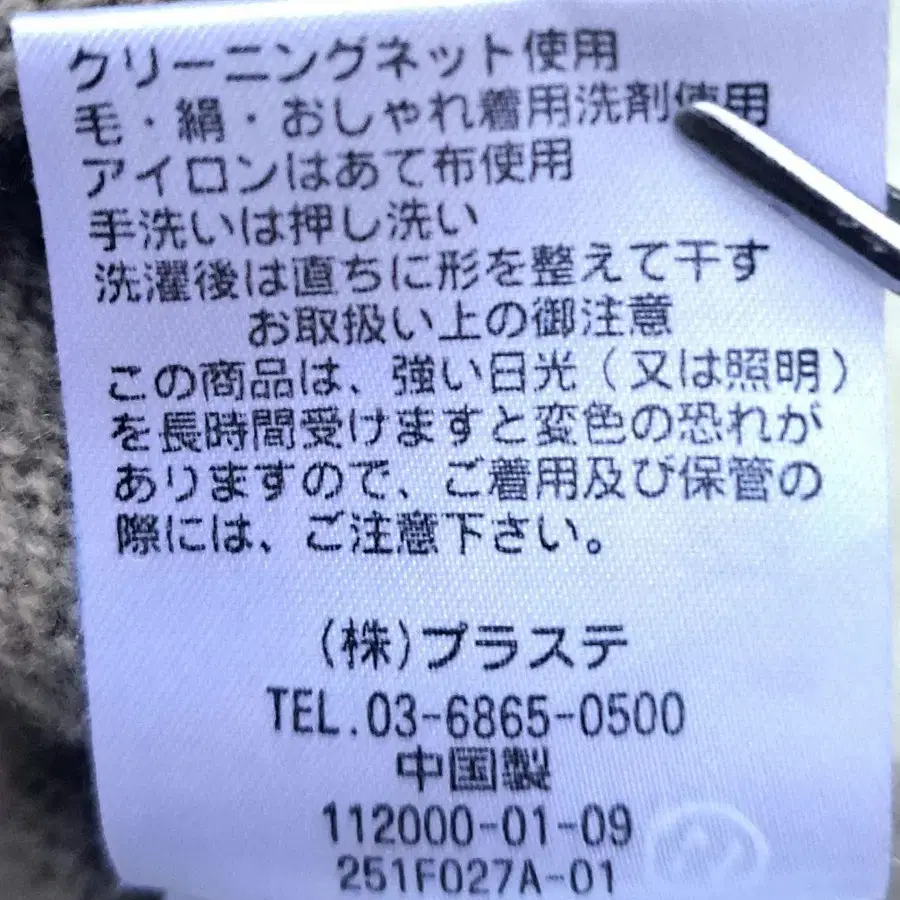 クリーニングネット使用
毛・絹・おしゃれ着用洗剤使用
アイロンはあて布使用
手洗いは押し洗い
洗濯後は直ちに形を整えて干す
お取扱い上の御注意
この商品は、強い日光（又は照明）
を長時間受けますと変色の恐れが
ありますので、ご着用及び保管の
際には、ご注意下さい。
(株)プラステ
TEL.03-6865-0500
中国製
112000-01-09
251F027A-01